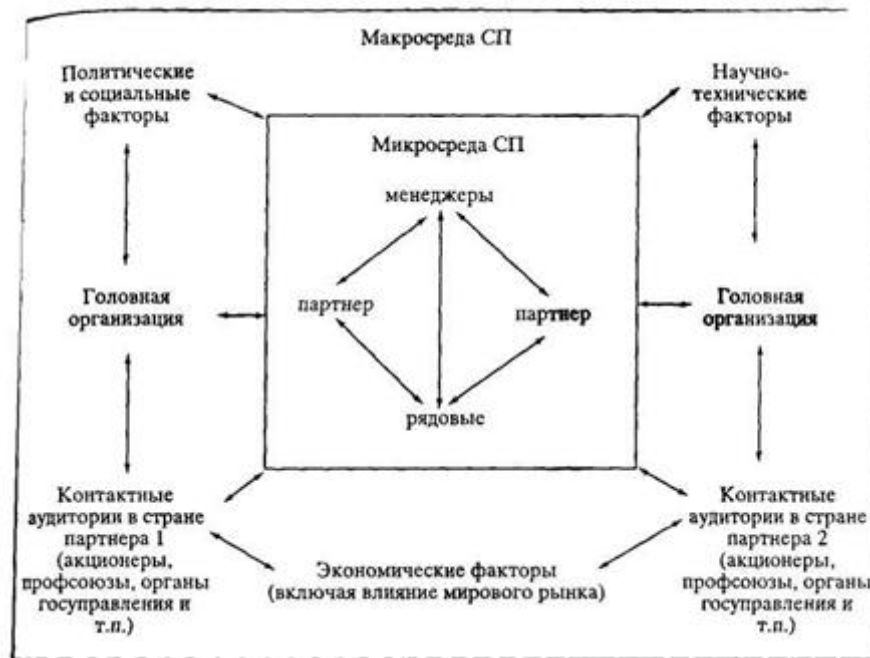 Макросреда СП
Политические
и социальные
факторы
Научно-
технические
факторы
Микросреда СП
менеджеры
Головная
организация
партнер
партнер
Головная
организация
рядовые
Контактные
аудитории в стране
партнера 1
(акционеры,
профсоюзы, органы
госуправления и
т.п.)
Экономические факторы
(включая влияние мирового рынка)
Контактные
аудитории в стране
партнера 2
(акционеры,
профсоюзы, органы
госуправления и
т.п.)